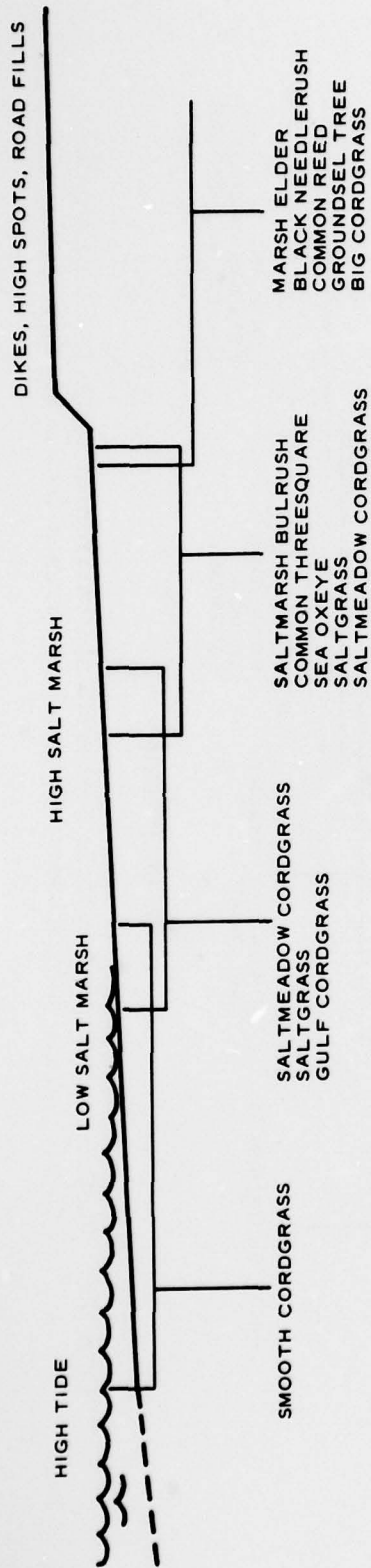 HIGH TIDE
LOW SALT MARSH
HIGH SALT MARSH
DIKES, HIGH SPOTS, ROAD FILLS
SMOOTH CORDGRASS
SALTMEADOW CORDGRASS
SALTGRASS
GULF CORDGRASS
SALTMARSH BULRUSH
COMMON THREESQUARE
SEA OXEYE
SALTGRASS
SALTMEADOW CORDGRASS
MARSH ELDER
BLACK NEEDLERUSH
COMMON REED
GROUNDSEL TREE
BIG CORDGRASS